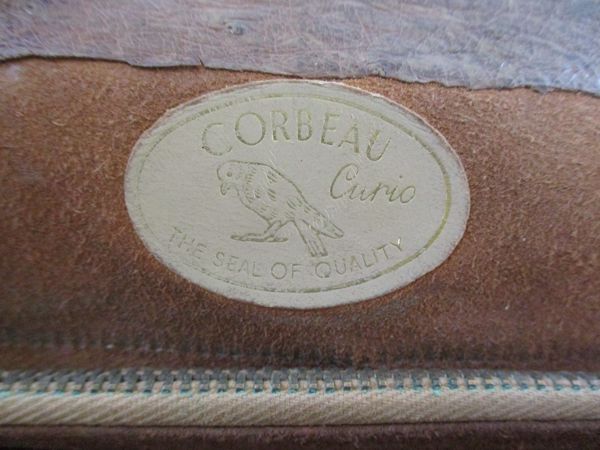 CORBEAU
Curio
THE SEAL OF QUALITY